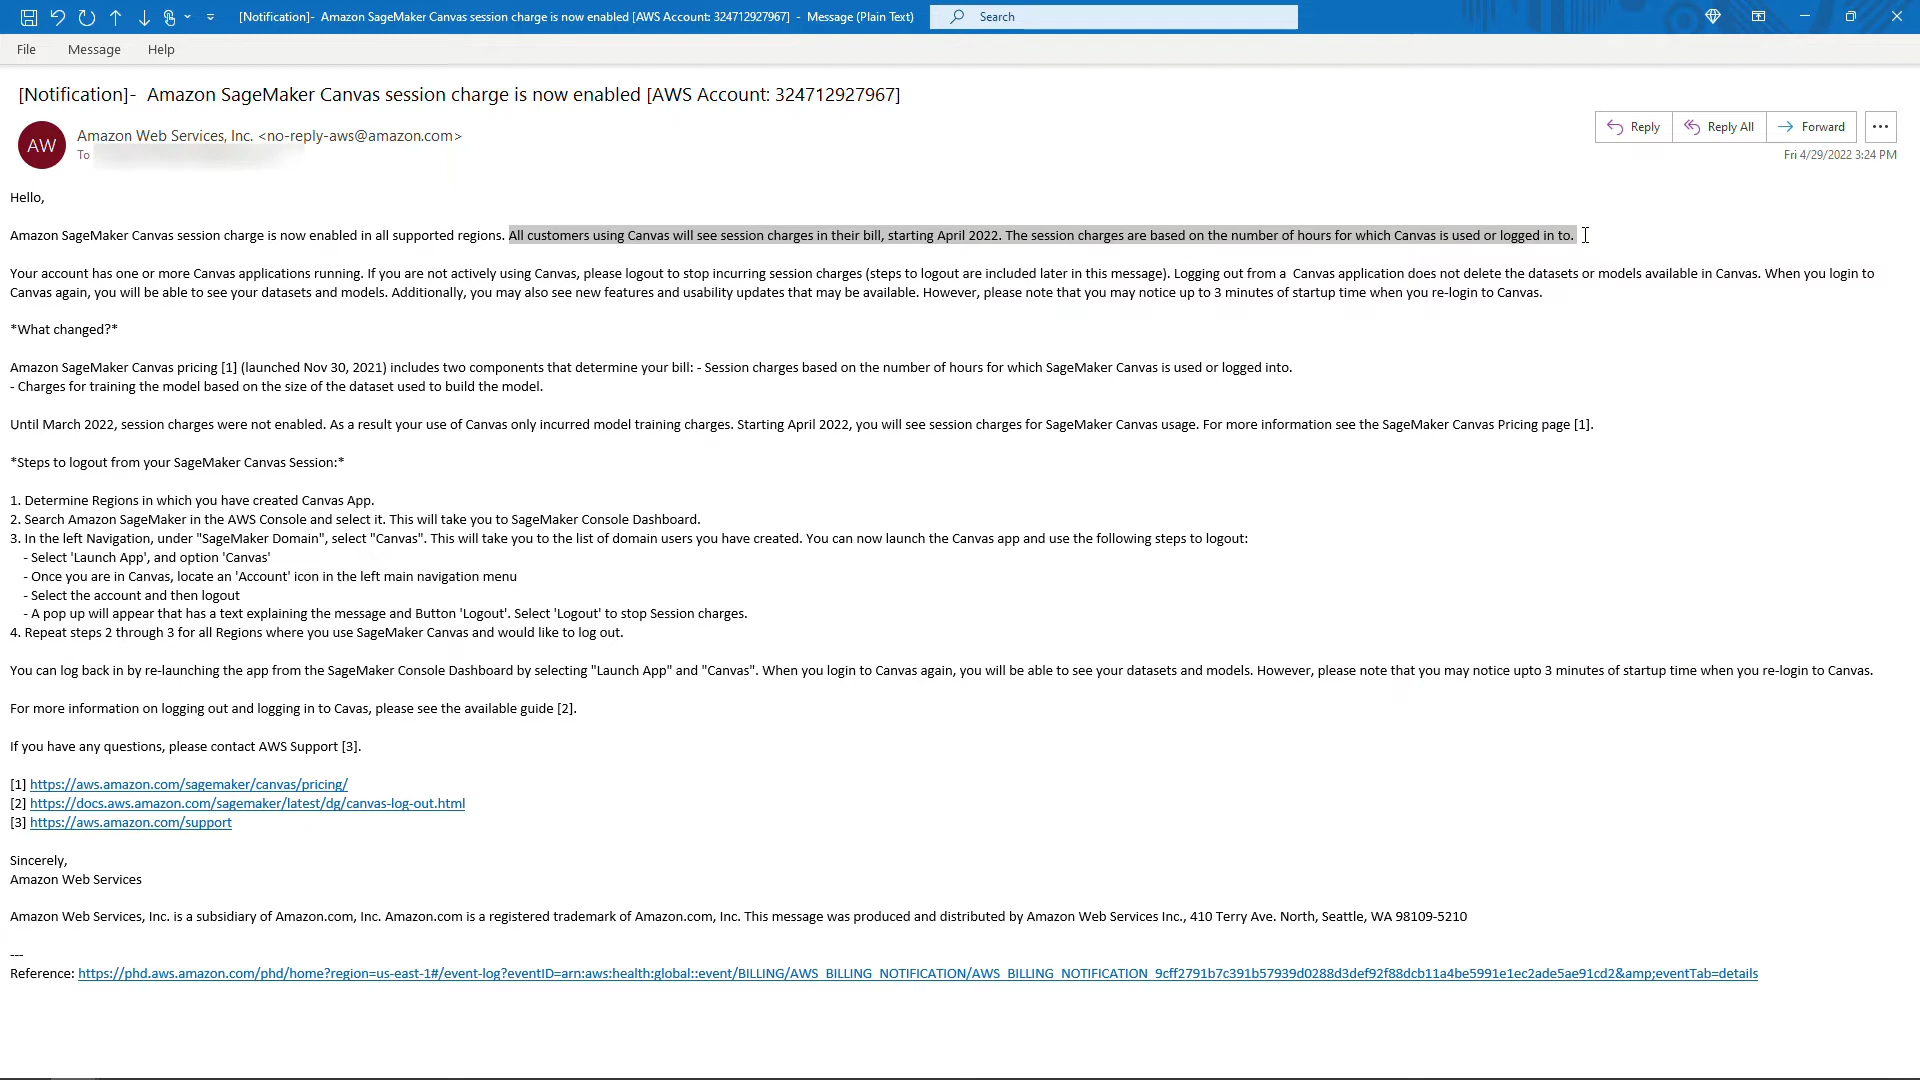 [Notification]-  Amazon SageMaker Canvas session charge is now enabled [AWS Account: 324712927967]  -  Message (Plain Text)
Search
File
Message
Help
[Notification]-  Amazon SageMaker Canvas session charge is now enabled [AWS Account: 324712927967]
AW
Amazon Web Services, Inc. <no-reply-aws@amazon.com>
To
Reply
Reply All
Forward
Fri 4/29/2022 3:24 PM
Hello,
Amazon SageMaker Canvas session charge is now enabled in all supported regions. All customers using Canvas will see session charges in their bill, starting April 2022. The session charges are based on the number of hours for which Canvas is used or logged in to.
Your account has one or more Canvas applications running. If you are not actively using Canvas, please logout to stop incurring session charges (steps to logout are included later in this message). Logging out from a  Canvas application does not delete the datasets or models available in Canvas. When you login to
Canvas again, you will be able to see your datasets and models. Additionally, you may also see new features and usability updates that may be available. However, please note that you may notice up to 3 minutes of startup time when you re-login to Canvas.
*What changed?*
Amazon SageMaker Canvas pricing [1] (launched Nov 30, 2021) includes two components that determine your bill: - Session charges based on the number of hours for which SageMaker Canvas is used or logged into.
- Charges for training the model based on the size of the dataset used to build the model.
Until March 2022, session charges were not enabled. As a result your use of Canvas only incurred model training charges. Starting April 2022, you will see session charges for SageMaker Canvas usage. For more information see the SageMaker Canvas Pricing page [1].
*Steps to logout from your SageMaker Canvas Session:*
1. Determine Regions in which you have created Canvas App.
2. Search Amazon SageMaker in the AWS Console and select it. This will take you to SageMaker Console Dashboard.
3. In the left Navigation, under "SageMaker Domain", select "Canvas". This will take you to the list of domain users you have created. You can now launch the Canvas app and use the following steps to logout:
- Select 'Launch App', and option 'Canvas'
- Once you are in Canvas, locate an 'Account' icon in the left main navigation menu
- Select the account and then logout
- A pop up will appear that has a text explaining the message and Button 'Logout'. Select 'Logout' to stop Session charges.
4. Repeat steps 2 through 3 for all Regions where you use SageMaker Canvas and would like to log out.
You can log back in by re-launching the app from the SageMaker Console Dashboard by selecting "Launch App" and "Canvas". When you login to Canvas again, you will be able to see your datasets and models. However, please note that you may notice upto 3 minutes of startup time when you re-login to Canvas.
For more information on logging out and logging in to Cavas, please see the available guide [2].
If you have any questions, please contact AWS Support [3].
[1] https://aws.amazon.com/sagemaker/canvas/pricing/
[2] https://docs.aws.amazon.com/sagemaker/latest/dg/canvas-log-out.html
[3] https://aws.amazon.com/support
Sincerely,
Amazon Web Services
Amazon Web Services, Inc. is a subsidiary of Amazon.com, Inc. Amazon.com is a registered trademark of Amazon.com, Inc. This message was produced and distributed by Amazon Web Services Inc., 410 Terry Ave. North, Seattle, WA 98109-5210
---
Reference: https://phd.aws.amazon.com/phd/home?region=us-east-1#/event-log?eventID=arn:aws:health:global::event/BILLING/AWS_BILLING_NOTIFICATION/AWS_BILLING_NOTIFICATION_9cff2791b7c391b57939d0288d3def92f88dcb11a4be5991e1ec2ade5ae91cd2&amp;eventTab=details